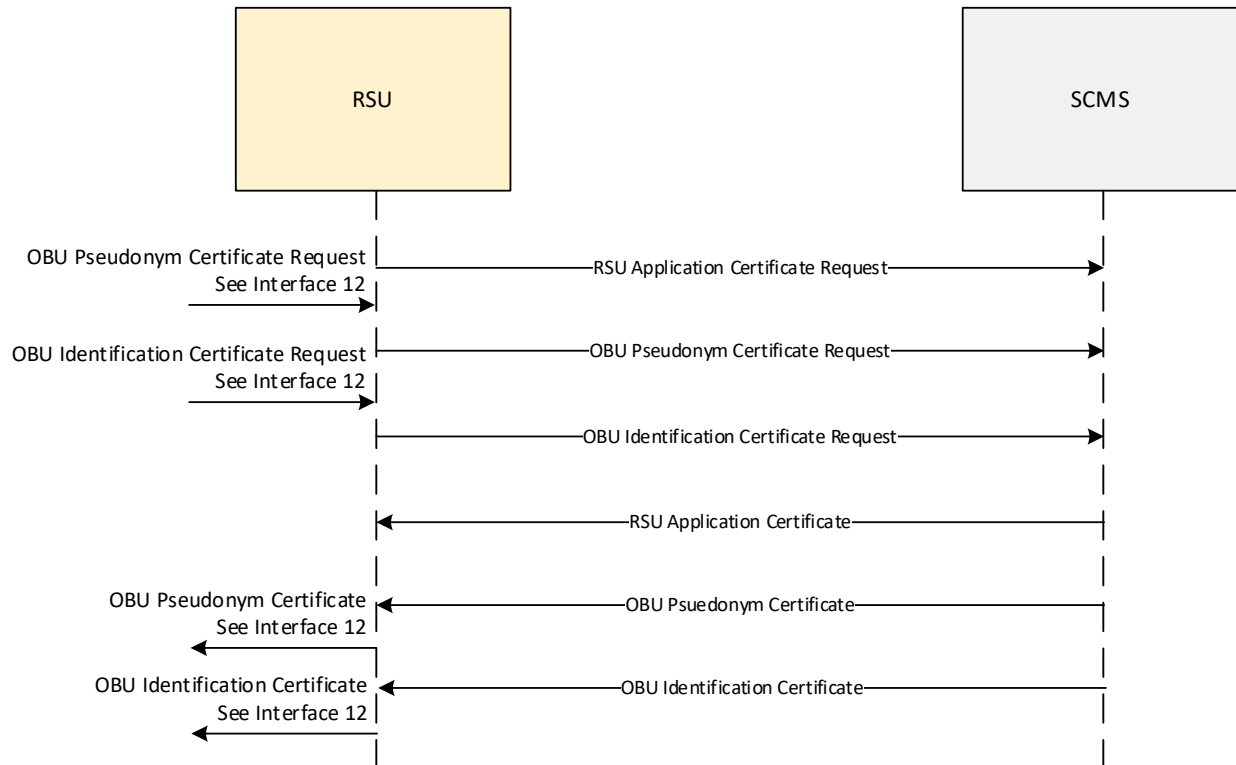 RSU
SCMS
OBU Pseudonym Certificate Request
See Interface 12
RSU Application Certificate Request
OBU Identification Certificate Request
See Interface 12
OBU Pseudonym Certificate Request
OBU Identification Certificate Request
RSU Application Certificate
OBU Pseudonym Certificate
See Interface 12
OBU Psuedonym Certificate
OBU Identification Certificate
See Interface 12
OBU Identification Certificate